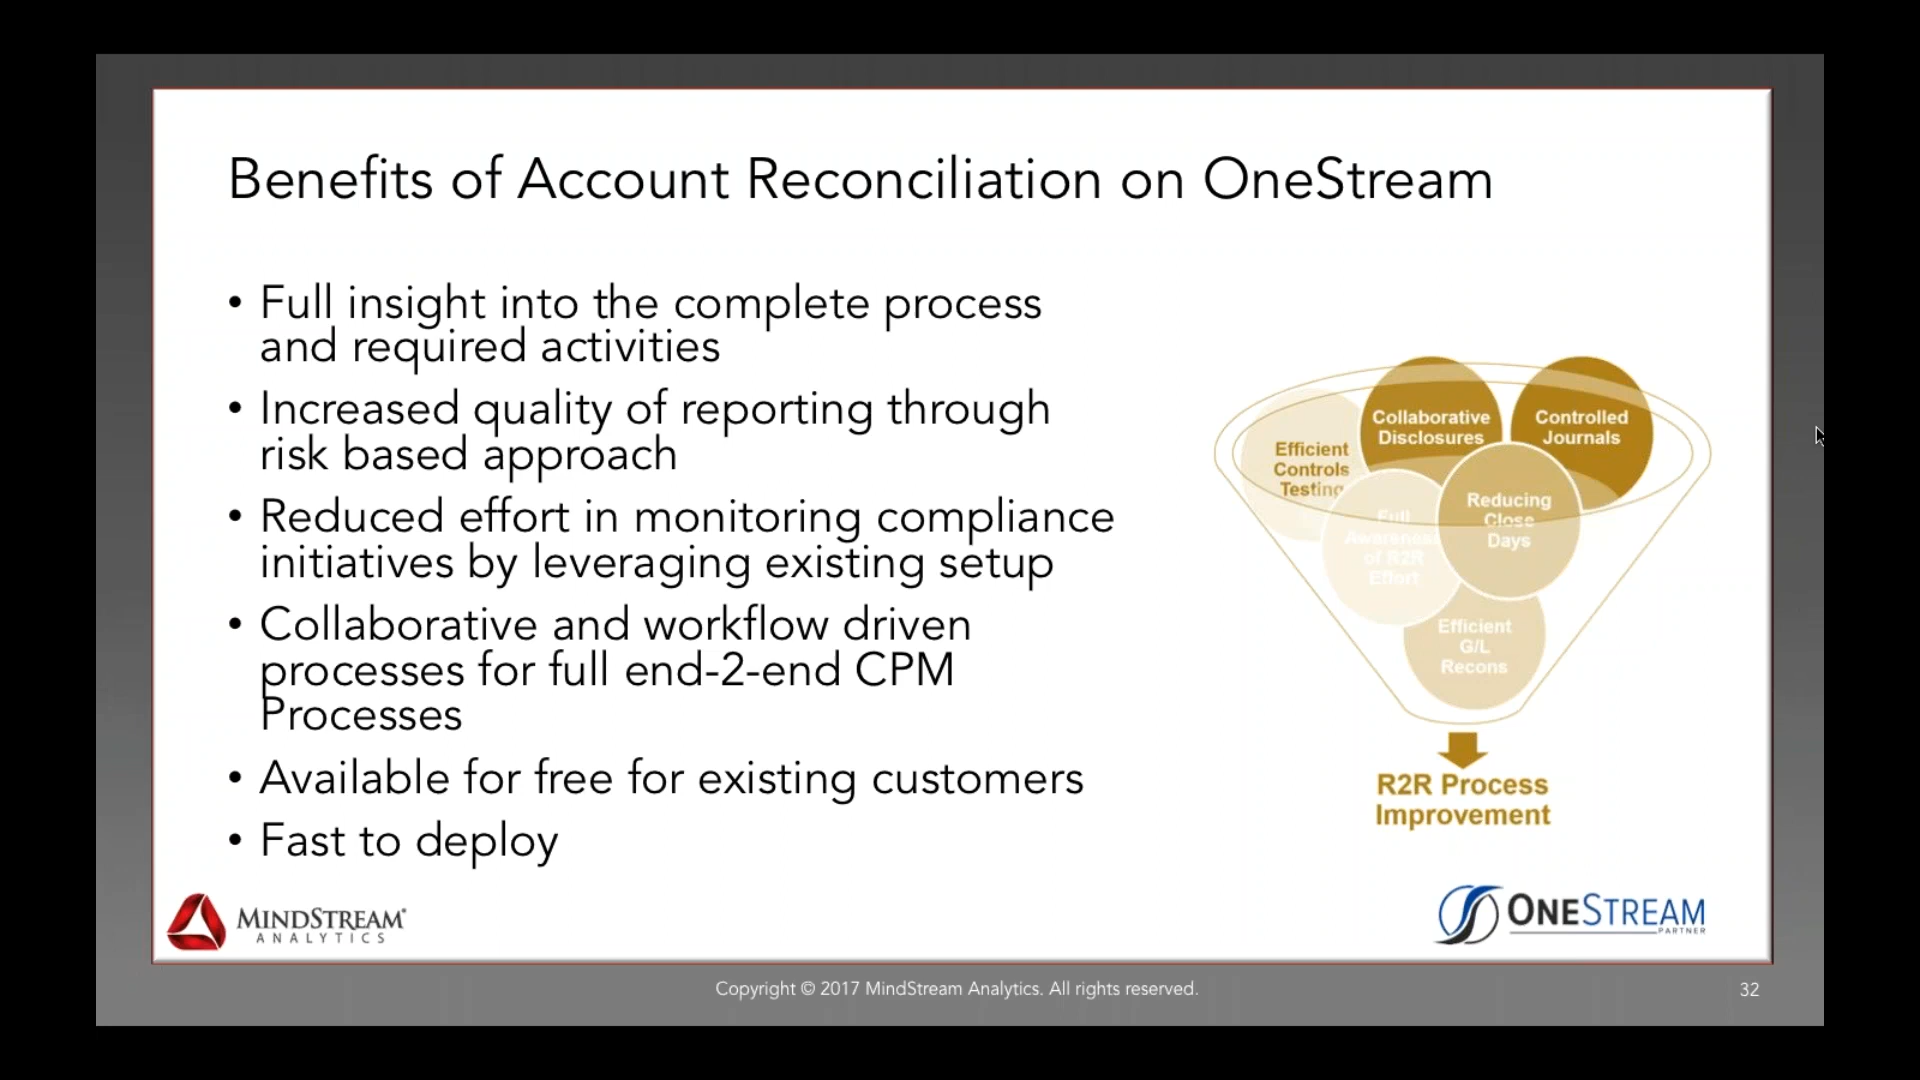 Benefits of Account Reconciliation on OneStream
• Full insight into the complete process
and required activities
• Increased quality of reporting through
risk based approach
• Reduced effort in monitoring compliance
initiatives by leveraging existing setup
• Collaborative and workflow driven
processes for full end-2-end CPM
Processes
• Available for free for existing customers
• Fast to deploy
Efficient
Controls
Testing
Collaborative
Disclosures
Controlled
Journals
Full
Awareness
of R2R
Effort
Reducing
Close
Days
Efficient
G/L
Recons
R2R Process
Improvement
MINDSTREAM®
ANALYTICS
ONESTREAM
PARTNER
Copyright © 2017 MindStream Analytics. All rights reserved.
32